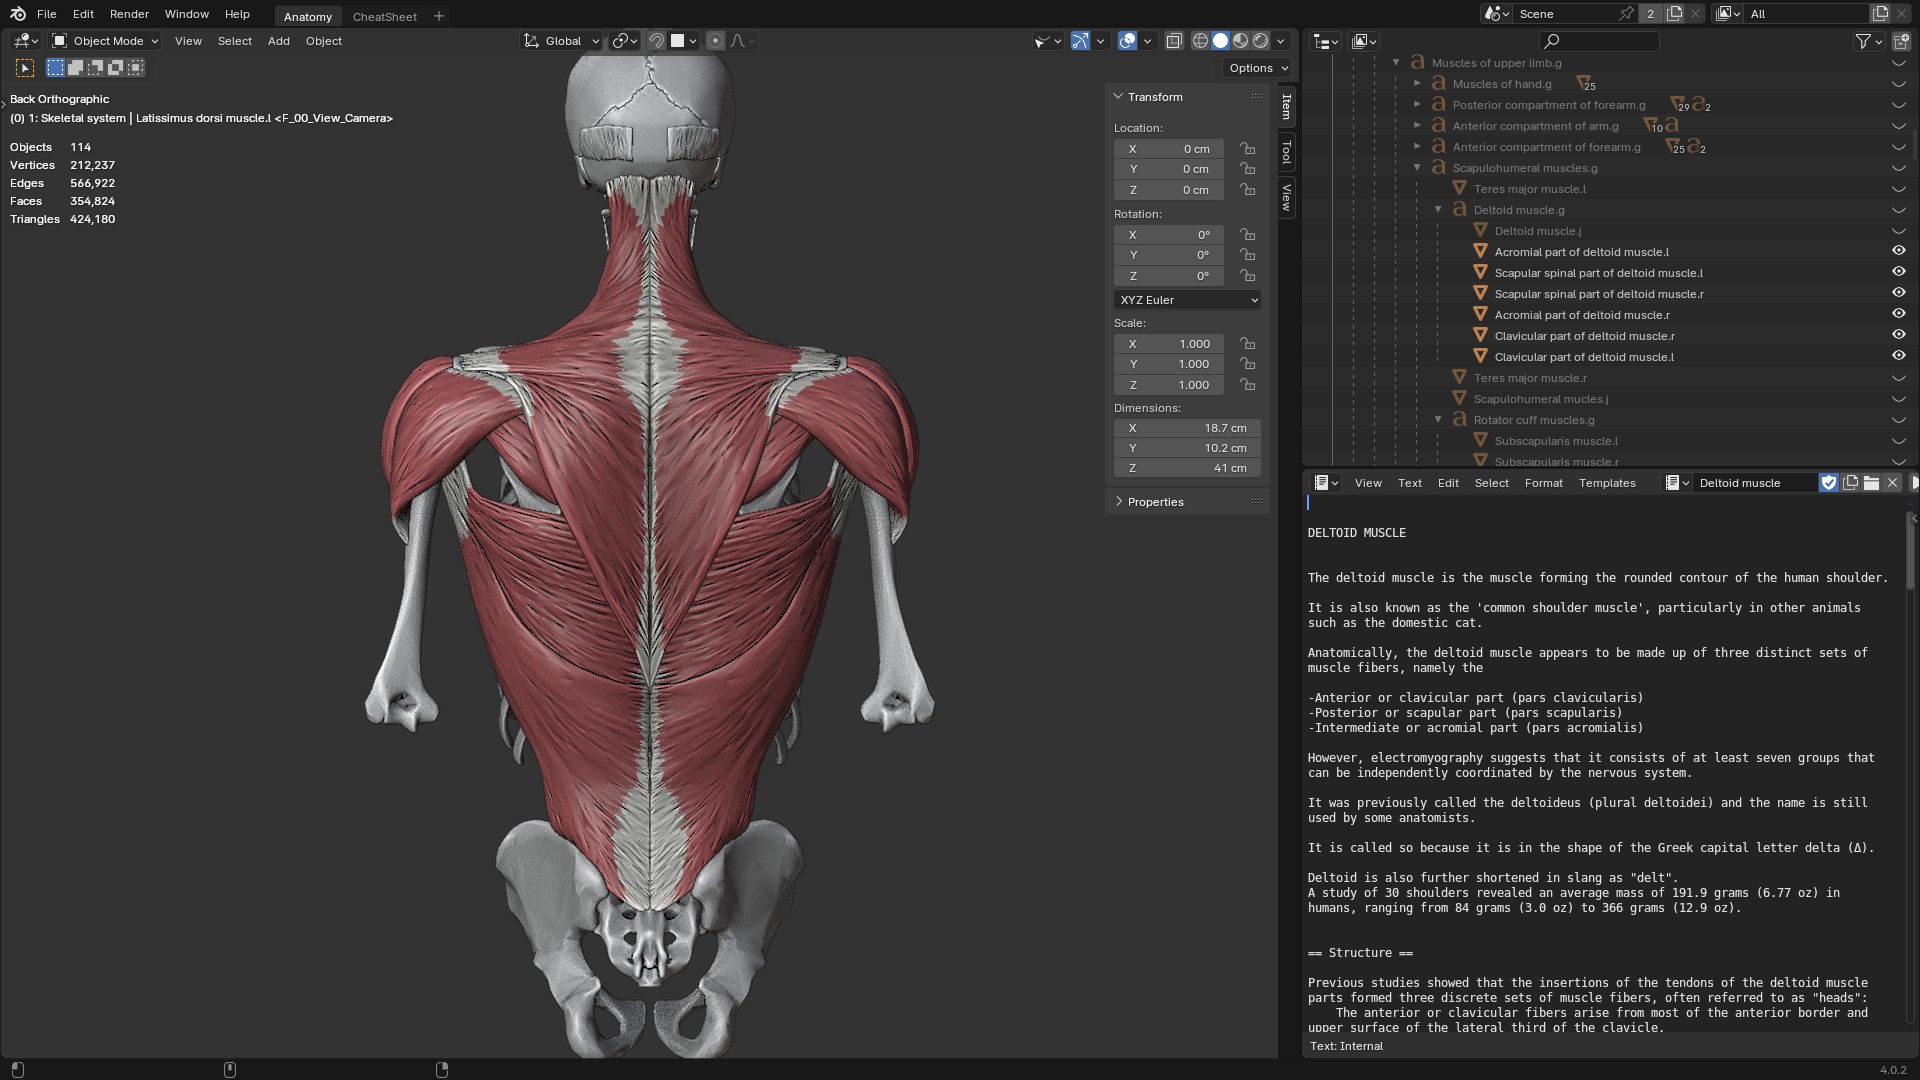 File Edit Render Window Help Anatomy CheatSheet + Scene 2 All
Object Mode View Select Add Object Global
Options
Back Orthographic
(0) 1: Skeletal system | Latissimus dorsi muscle.l <F_00_View_Camera>
Objects 114
Vertices 212,237
Edges 566,922
Faces 354,824
Triangles 424,180
Transform
Location:
X 0 cm
Y 0 cm
Z 0 cm
Rotation:
X 0°
Y 0°
Z 0°
XYZ Euler
Scale:
X 1.000
Y 1.000
Z 1.000
Dimensions:
X 18.7 cm
Y 10.2 cm
Z 41 cm
Properties
Item
Tool
View
Muscles of upper limb.g
Muscles of hand.g 25
Posterior compartment of forearm.g 29 2
Anterior compartment of arm.g 10
Anterior compartment of forearm.g 25 2
Scapulohumeral muscles.g
Teres major muscle.l
Deltoid muscle.g
Deltoid muscle.j
Acromial part of deltoid muscle.l
Scapular spinal part of deltoid muscle.l
Scapular spinal part of deltoid muscle.r
Acromial part of deltoid muscle.r
Clavicular part of deltoid muscle.r
Clavicular part of deltoid muscle.l
Teres major muscle.r
Scapulohumeral mucles.j
Rotator cuff muscles.g
Subscapularis muscle.l
Subscapularis muscle.r
View Text Edit Select Format Templates Deltoid muscle
DELTOID MUSCLE
The deltoid muscle is the muscle forming the rounded contour of the human shoulder.
It is also known as the 'common shoulder muscle', particularly in other animals
such as the domestic cat.
Anatomically, the deltoid muscle appears to be made up of three distinct sets of
muscle fibers, namely the
-Anterior or clavicular part (pars clavicularis)
-Posterior or scapular part (pars scapularis)
-Intermediate or acromial part (pars acromialis)
However, electromyography suggests that it consists of at least seven groups that
can be independently coordinated by the nervous system.
It was previously called the deltoideus (plural deltoidei) and the name is still
used by some anatomists.
It is called so because it is in the shape of the Greek capital letter delta (Δ).
Deltoid is also further shortened in slang as "delt".
A study of 30 shoulders revealed an average mass of 191.9 grams (6.77 oz) in
humans, ranging from 84 grams (3.0 oz) to 366 grams (12.9 oz).
== Structure ==
Previous studies showed that the insertions of the tendons of the deltoid muscle
parts formed three discrete sets of muscle fibers, often referred to as "heads":
The anterior or clavicular fibers arise from most of the anterior border and
upper surface of the lateral third of the clavicle.
Text: Internal
4.0.2